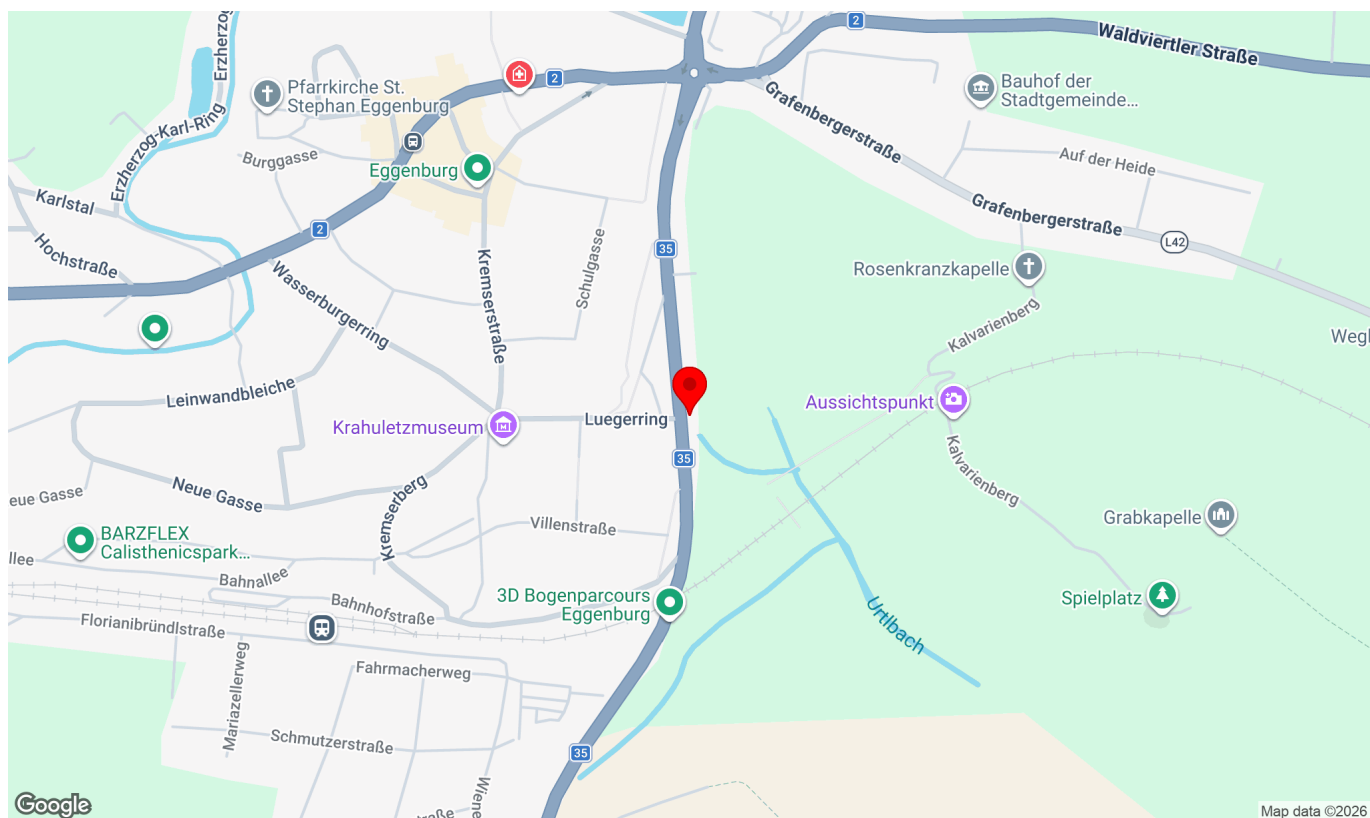 2
Waldviertler Straße
Erzherzog-Karl-Ring
Erzherzog
Pfarrkirche St.
Stephan Eggenburg
2
Bauhof der
Stadtgemeinde...
Grafenbergerstraße
Burggasse
Eggenburg
Auf der Heide
Karlstal
Grafenbergerstraße
2
Hochstraße
35
L42
Schulgasse
Kremserstraße
Rosenkranzkapelle
Wasserburgerring
Kalvarienberg
Leinwandbleiche
Aussichtspunkt
Luegerring
Krahuletzmuseum
35
Kalvarienberg
eue Gasse
Neue Gasse
Kremserberg
Villenstraße
Grabkapelle
BARZFLEX
Calisthenicspark...
llee
Bahnallee
3D Bogenparcours
Eggenburg
Bahnhofstraße
Spielplatz
Florianibründlstraße
Urtlbach
Fahrmacherweg
Mariazellerweg
Schmutzerstraße
35
Wiene
Google
Map data ©2026